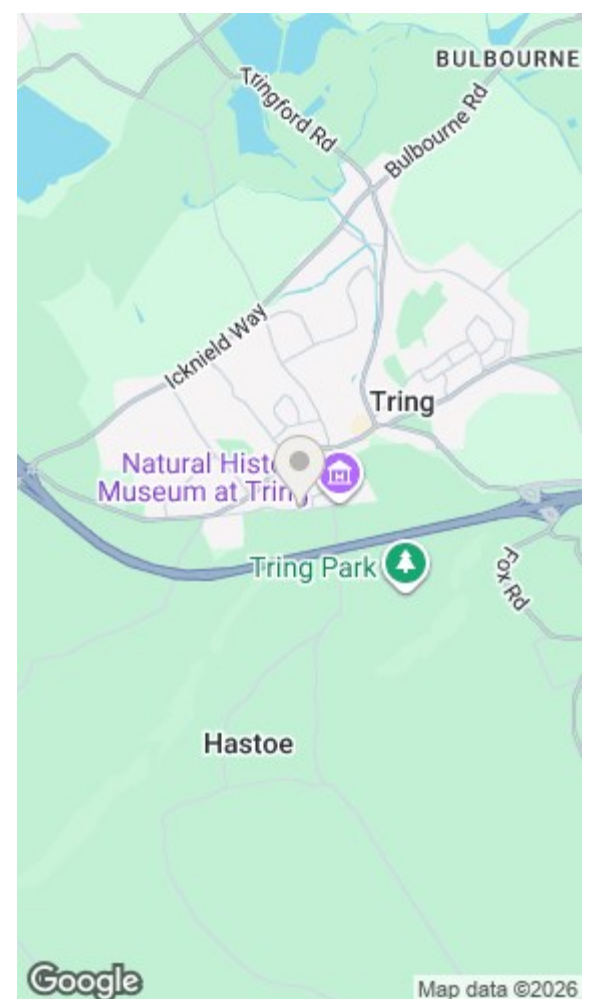 BULBOURNE
Tringford Rd
Bulbourne Rd
Icknield Way
Tring
Natural Histo
Museum at Tring
Tring Park
Fox Rd
Hastoe
Google
Map data ©2026